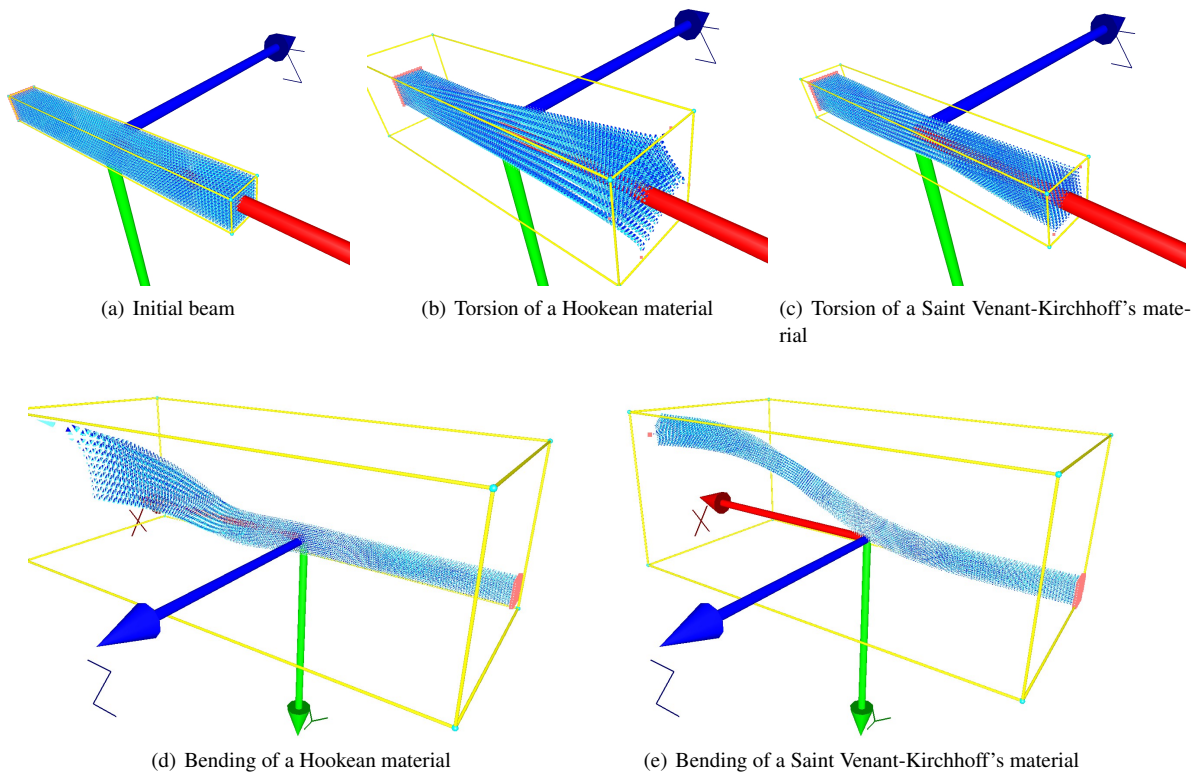 (a) Initial beam
(b) Torsion of a Hookean material
(c) Torsion of a Saint Venant-Kirchhoff's mate-
rial
X
Z
Y
X
Z
Y
(d) Bending of a Hookean material
(e) Bending of a Saint Venant-Kirchhoff's material